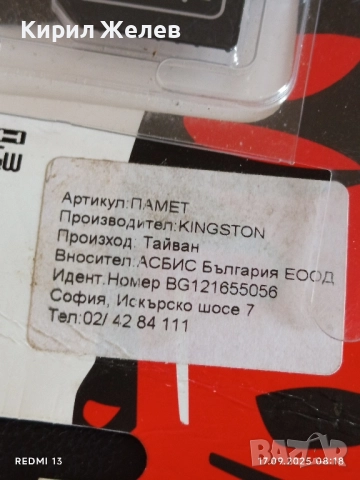 Кирил Желев
Артикул:ПАМЕТ
Производител:KINGSTON
Произход: Тайван
Вносител:АСБИС България ЕООД
Идент.Номер BG121655056
София, Искърско шосе 7
Тел:02/ 42 84 111
REDMI 13
17.09.2025 08:18
BAZAR